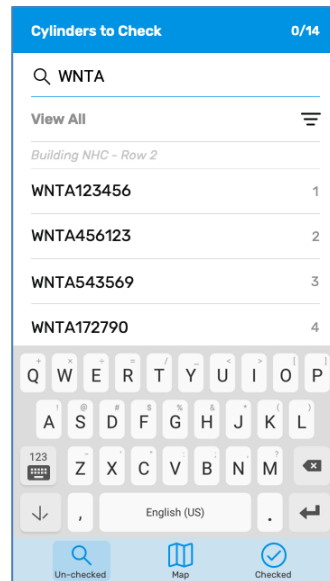 Cylinders to Check 0/14
WNTA
View All
Building NHC - Row 2
WNTA123456 1
WNTA456123 2
WNTA543569 3
WNTA172790 4
Q W E R T Y U I O P
A S D F G H J K L
123 Z X C V B N M
, English (US) .
Un-checked Map Checked